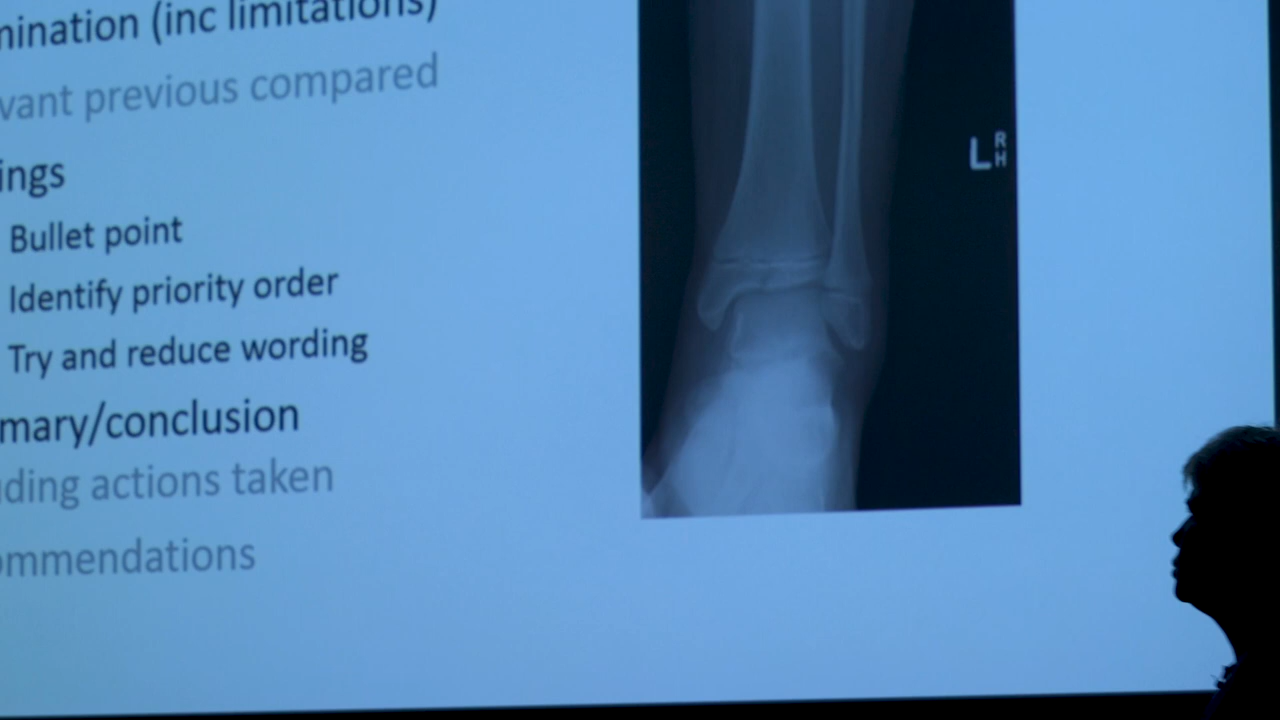 mination (inc limitations)
vant previous compared
ings
Bullet point
Identify priority order
Try and reduce wording
mary/conclusion
ding actions taken
ommendations
L R H